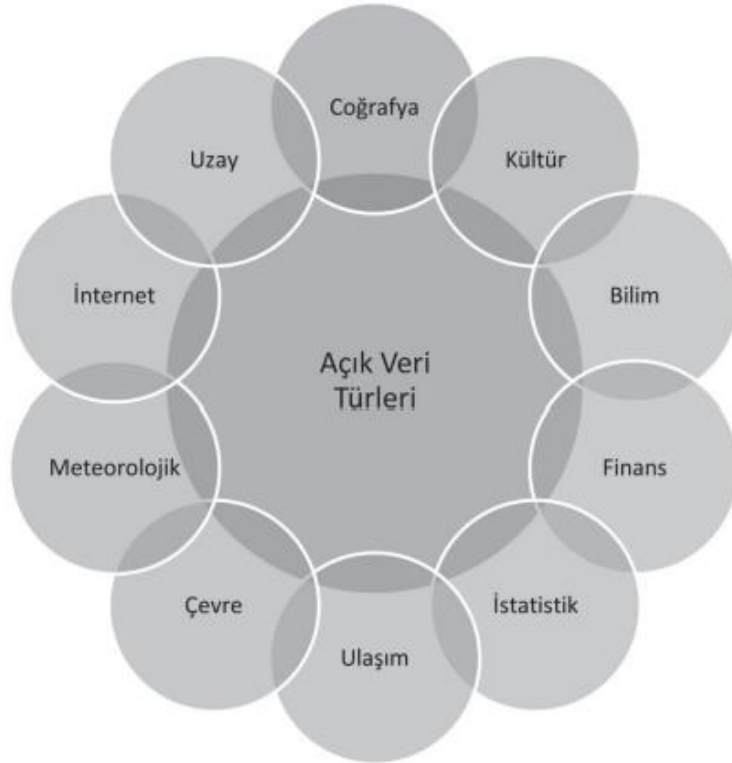 Coğrafya
Kültür
Bilim
Finans
İstatistik
Ulaşım
Çevre
Meteorolojik
İnternet
Uzay
Açık Veri
Türleri